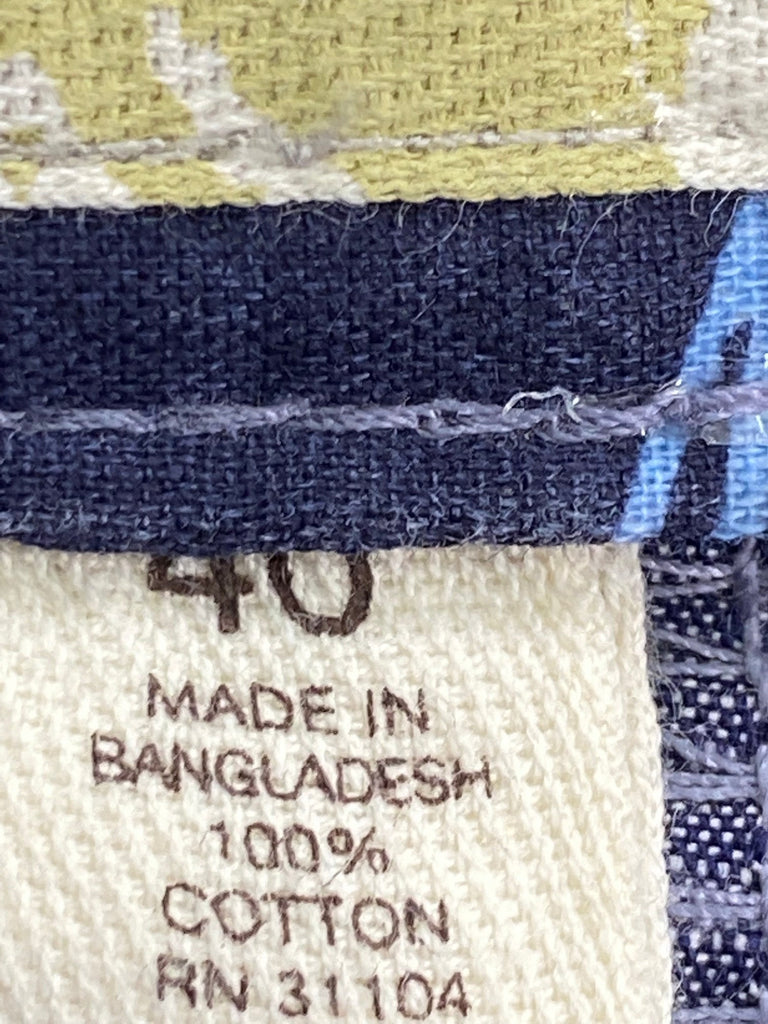 40
MADE IN
BANGLADESH
100%
COTTON
RN 31104